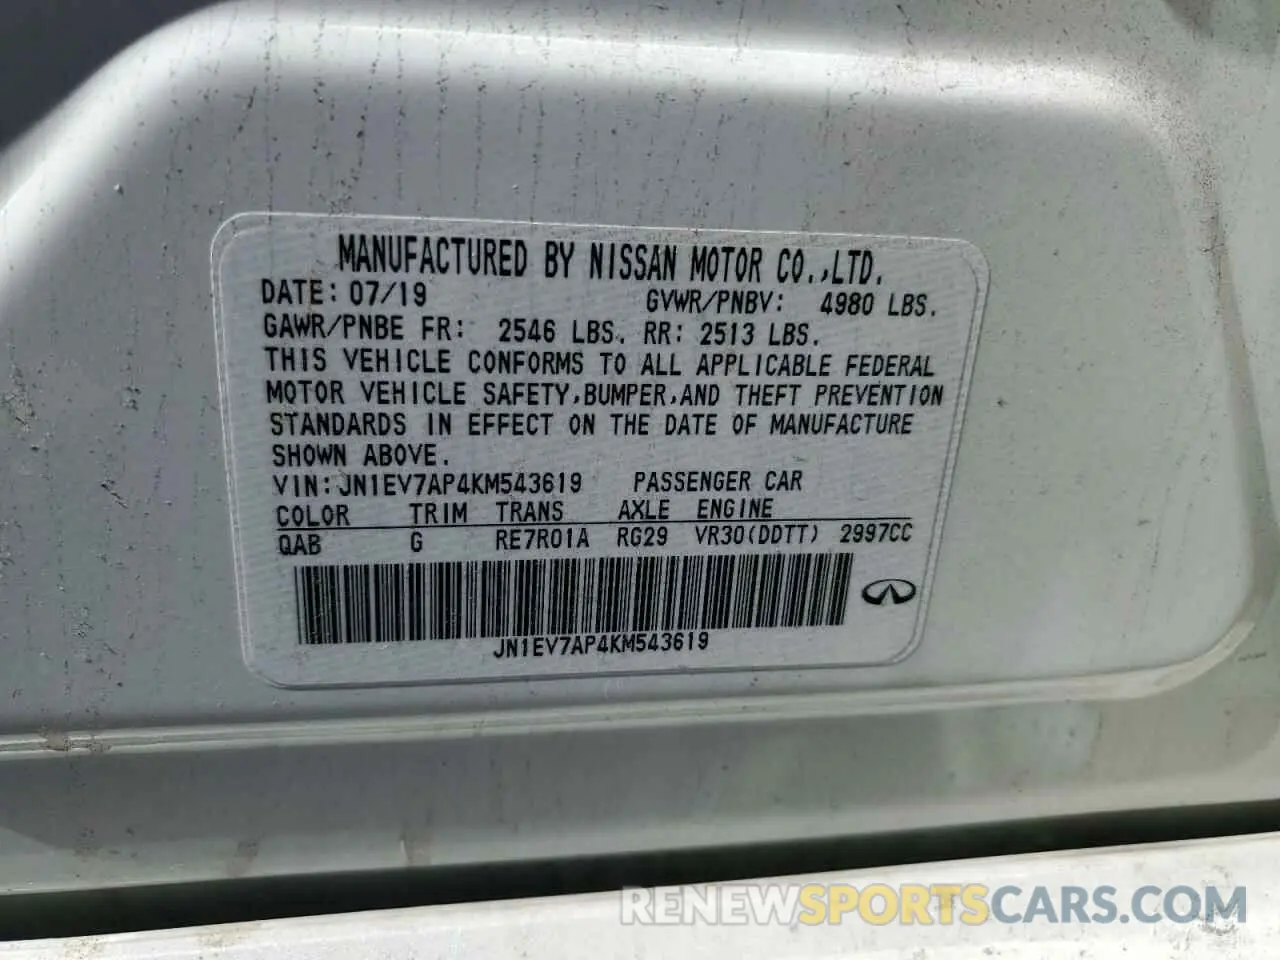 MANUFACTURED BY NISSAN MOTOR CO.,LTD.
DATE: 07/19 GVWR/PNBV: 4980 LBS.
GAWR/PNBE FR: 2546 LBS. RR: 2513 LBS.
THIS VEHICLE CONFORMS TO ALL APPLICABLE FEDERAL
MOTOR VEHICLE SAFETY,BUMPER,AND THEFT PREVENTION
STANDARDS IN EFFECT ON THE DATE OF MANUFACTURE
SHOWN ABOVE.
VIN:JN1EV7AP4KM543619 PASSENGER CAR
COLOR TRIM TRANS AXLE ENGINE
QAB G RE7R01A RG29 VR30(DDTT) 2997CC
JN1EV7AP4KM543619
RENEWSPORTSCARS.COM